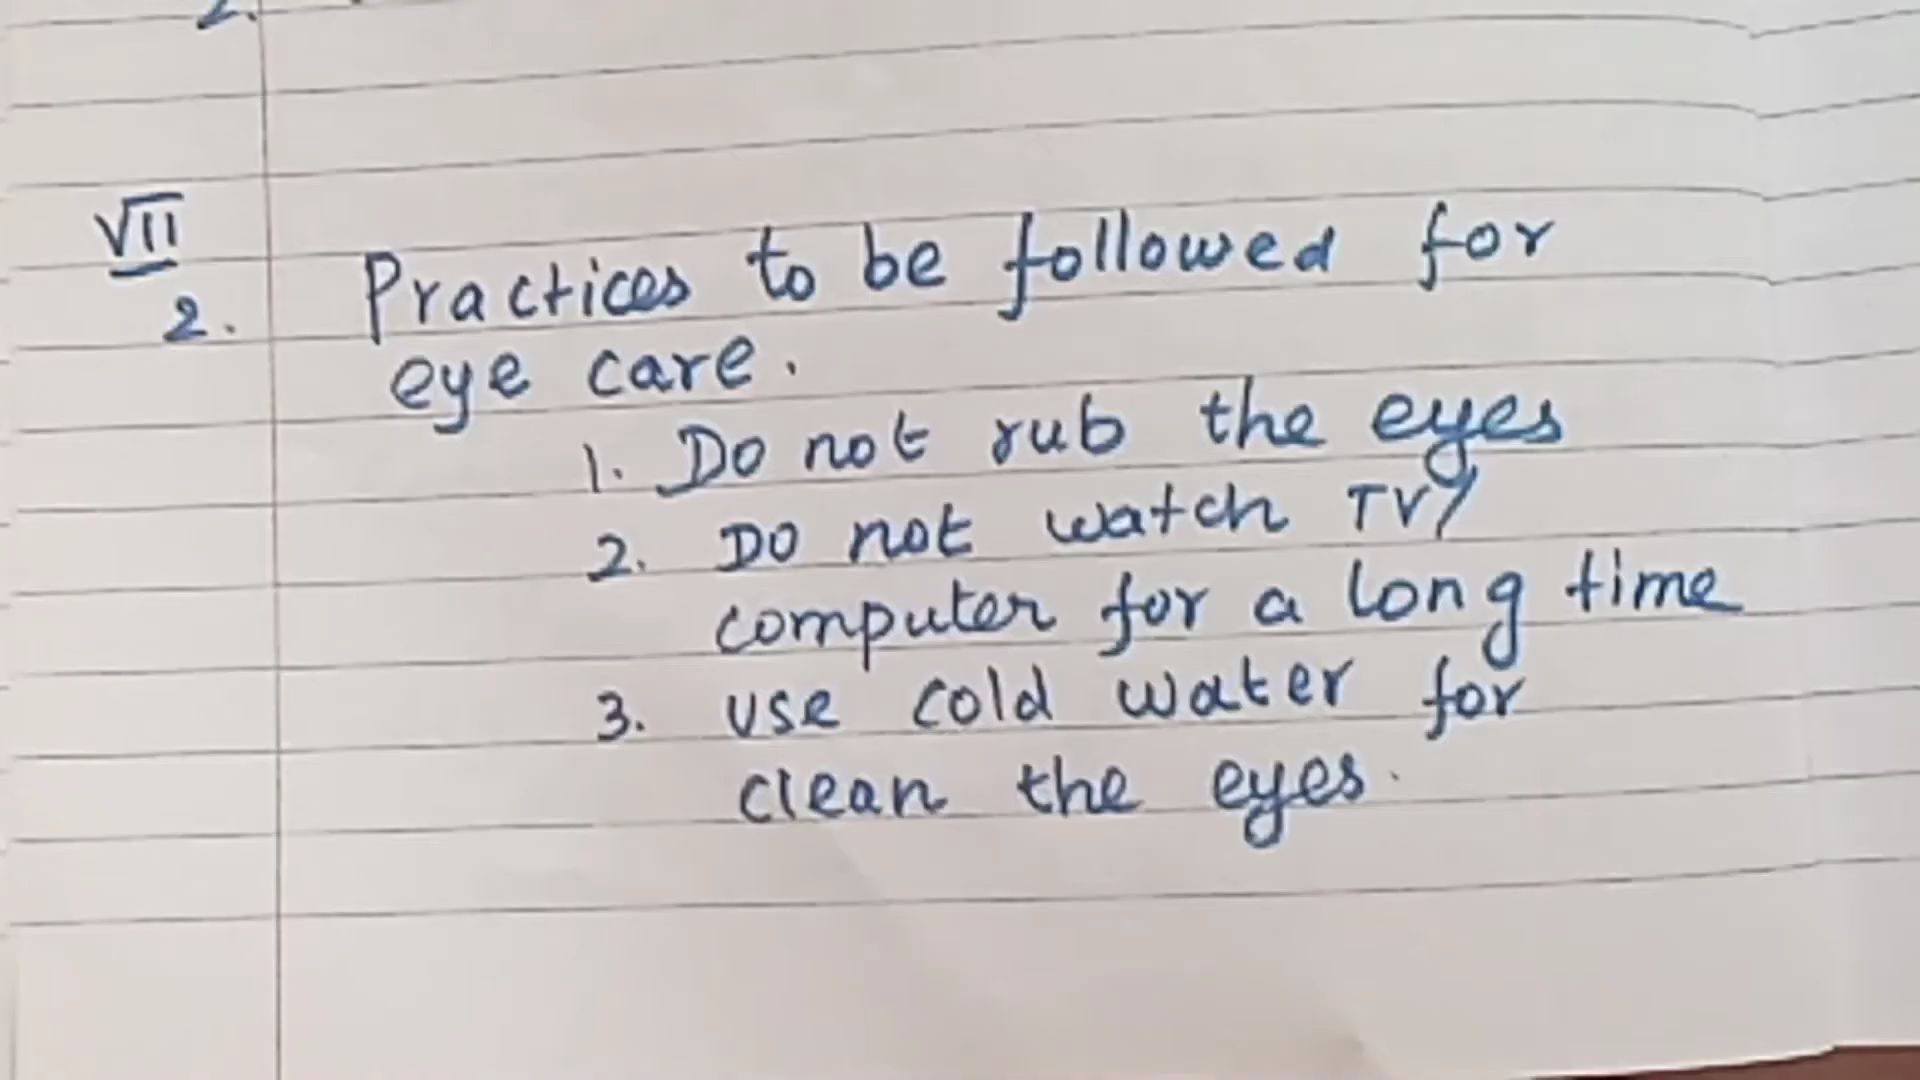 VII
2. Practices to be followed for
eye care.
1. Do not rub the eyes
2. Do not watch TV/
computer for a long time
3. Use cold water for
clean the eyes.